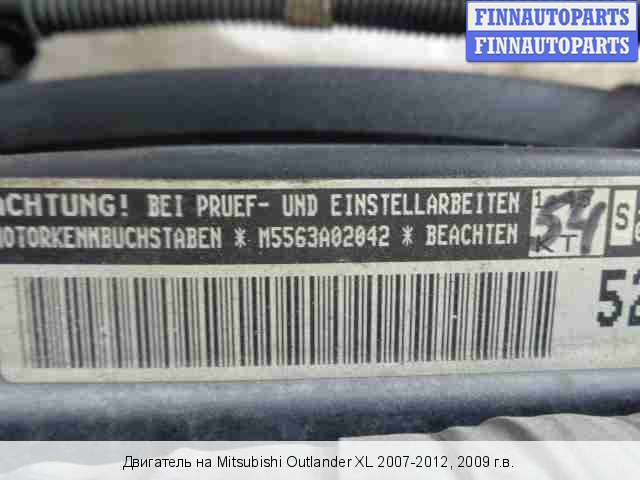 FINNAUTOPARTS
FINNAUTOPARTS
ACHTUNG! BEI PRUEF- UND EINSTELLARBEITEN
MOTORKENNBUCHSTABEN * M5563A02042 * BEACHTEN
54
KT
S
52
Двигатель на Mitsubishi Outlander XL 2007-2012, 2009 г.в.